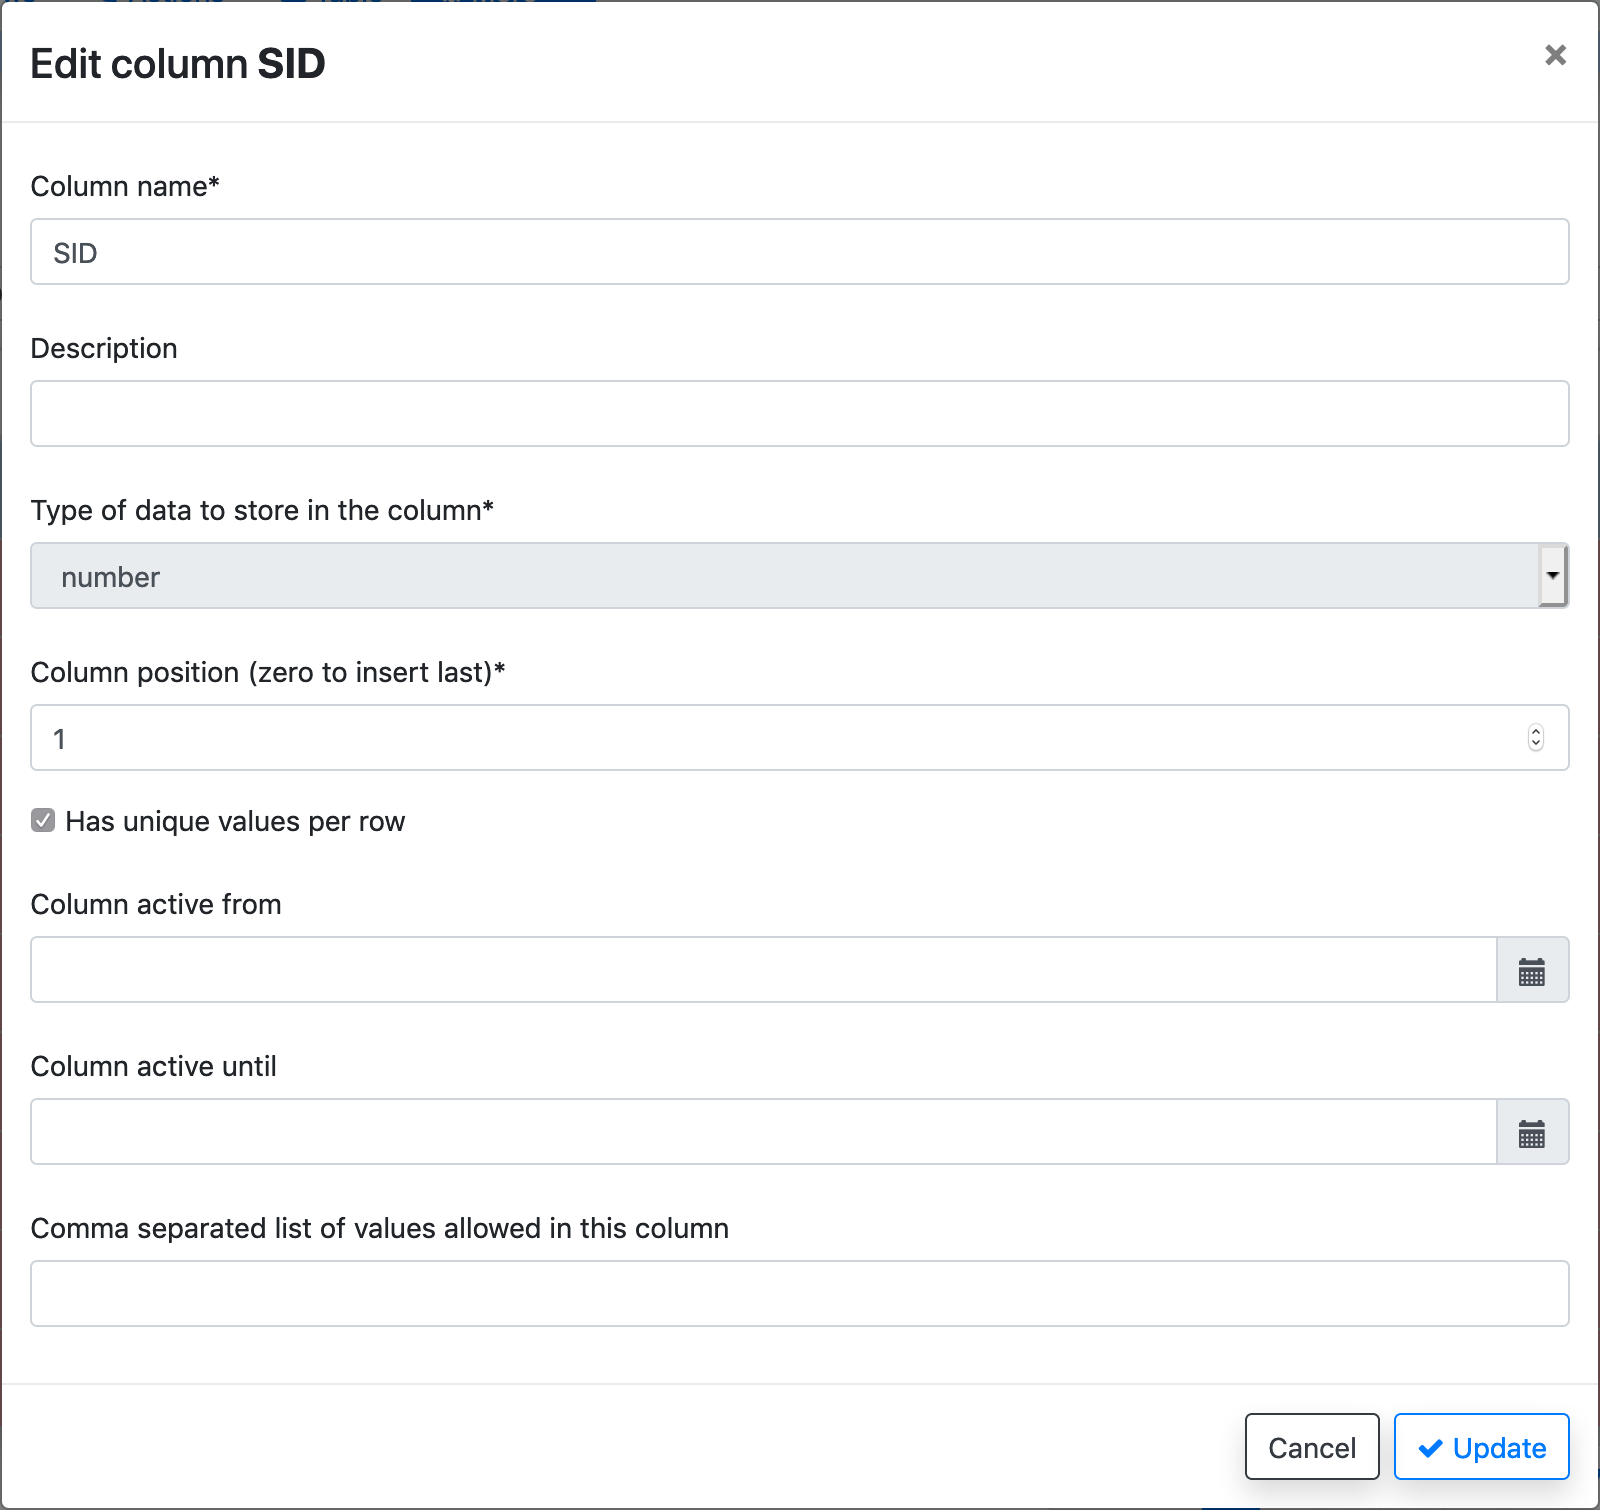 Edit column SID
Column name*
SID
Description
Type of data to store in the column*
number
Column position (zero to insert last)*
1
Has unique values per row
Column active from
Column active until
Comma separated list of values allowed in this column
Cancel
Update